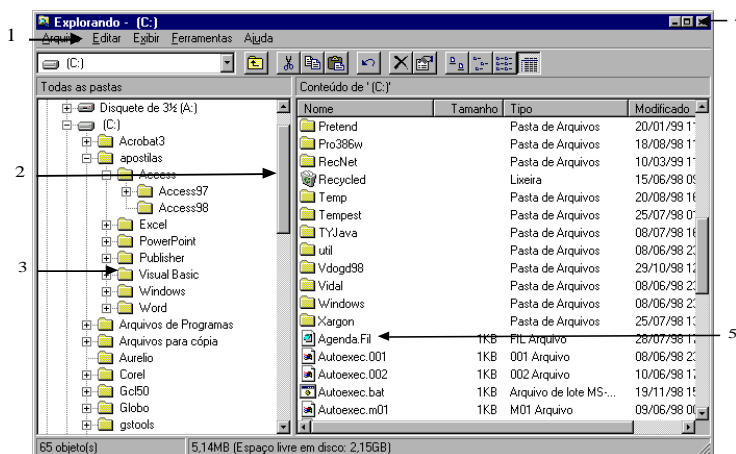 Explorando - (C:)
1
Arquivo Editar Exibir Ferramentas Ajuda
(C:)
Todas as pastas
Conteúdo de ' (C:)'
Nome Tamanho Tipo Modificado
Disquete de 3½ (A:)
(C:)
Acrobat3
apostilas
Access
2
Access97
Access98
Excel
PowerPoint
Publisher
3
Visual Basic
Windows
Word
Arquivos de Programas
Arquivos para cópia
Aurelio
Corel
Gcl50
Globo
gstools
Pretend Pasta de Arquivos 20/01/99
Pro386w Pasta de Arquivos 18/08/98
RecNet Pasta de Arquivos 10/03/99
Recycled Lixeira 15/06/98
Temp Pasta de Arquivos 20/08/98
Tempest Pasta de Arquivos 25/07/98
TYJava Pasta de Arquivos 08/07/98
util Pasta de Arquivos 08/06/98
Vdogd98 Pasta de Arquivos 29/10/98
Vidal Pasta de Arquivos 08/06/98
Windows Pasta de Arquivos 08/06/98
Xargon Pasta de Arquivos 25/07/98
Agenda.Fil 1KB FIL Arquivo 28/07/98
5
Autoexec.001 1KB 001 Arquivo 08/06/98
Autoexec.002 1KB 002 Arquivo 10/06/98
Autoexec.bat 1KB Arquivo de lote MS-... 19/11/98
Autoexec.m01 1KB M01 Arquivo 09/06/98
65 objeto(s)
5,14MB (Espaço livre em disco: 2,15GB)